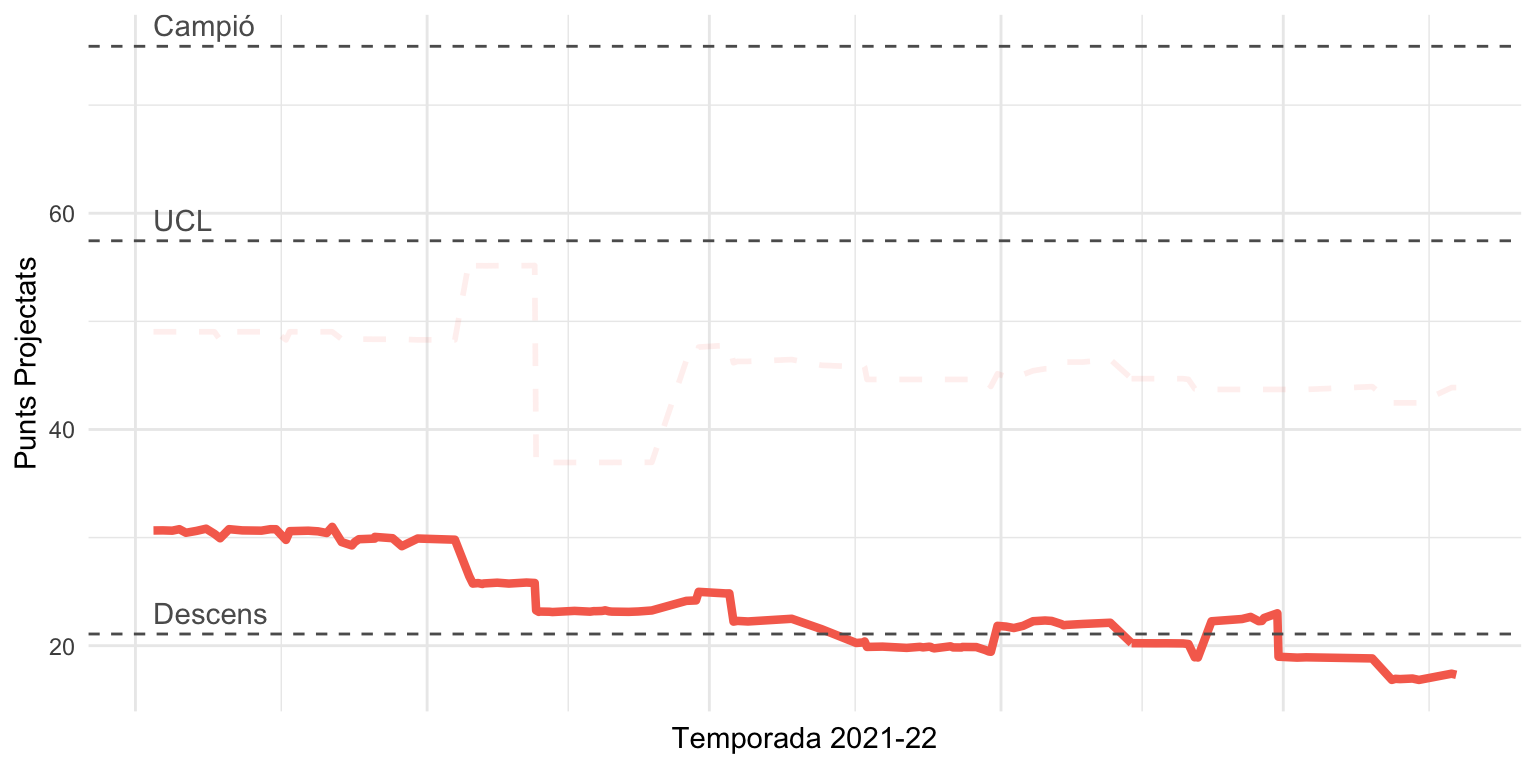 Campió
60
UCL
Punts Projectats
40
Descens
20
Temporada 2021-22